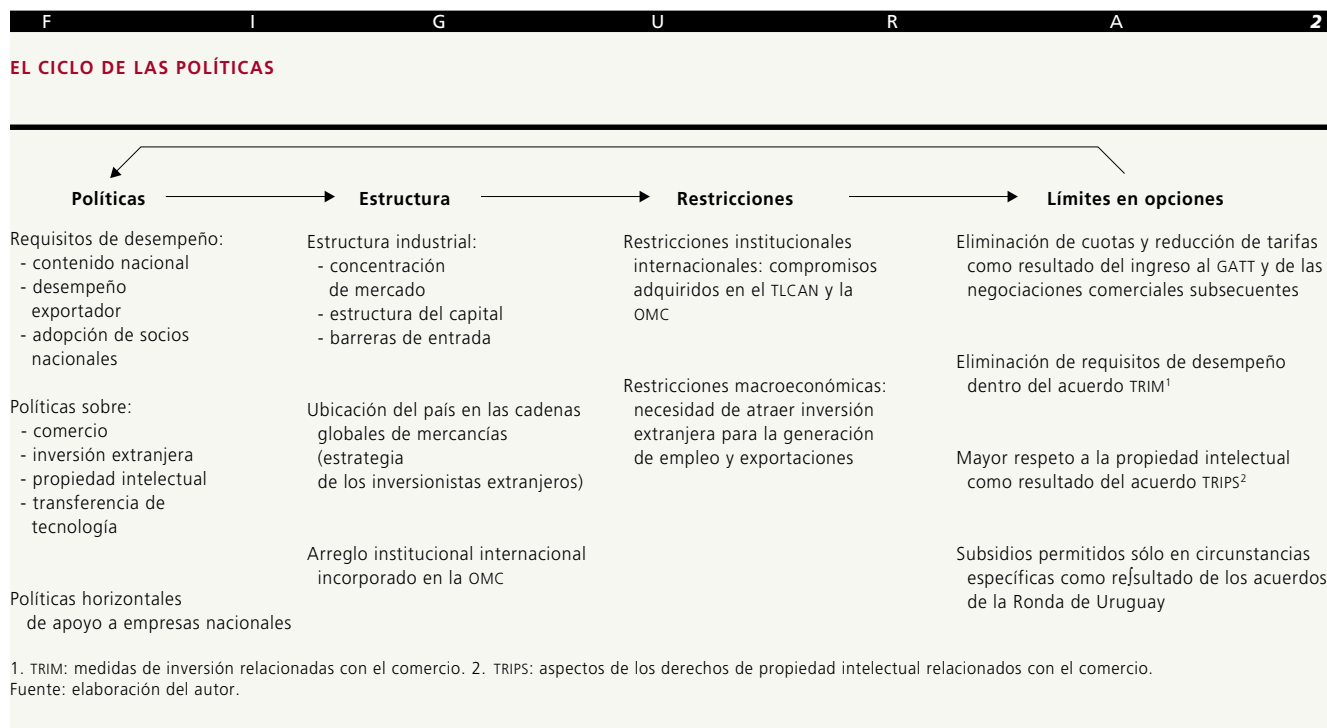 F I G U R A 2
EL CICLO DE LAS POLÍTICAS
Políticas
Requisitos de desempeño:
- contenido nacional
- desempeño
exportador
- adopción de socios
nacionales
Políticas sobre:
- comercio
- inversión extranjera
- propiedad intelectual
- transferencia de
tecnología
Políticas horizontales
de apoyo a empresas nacionales
Estructura
Estructura industrial:
- concentración
de mercado
- estructura del capital
- barreras de entrada
Ubicación del país en las cadenas
globales de mercancías
(estrategia
de los inversionistas extranjeros)
Arreglo institucional internacional
incorporado en la OMC
Restricciones
Restricciones institucionales
internacionales: compromisos
adquiridos en el TLCAN y la
OMC
Restricciones macroeconómicas:
necesidad de atraer inversión
extranjera para la generación
de empleo y exportaciones
Límites en opciones
Eliminación de cuotas y reducción de tarifas
como resultado del ingreso al GATT y de las
negociaciones comerciales subsecuentes
Eliminación de requisitos de desempeño
dentro del acuerdo TRIM¹
Mayor respeto a la propiedad intelectual
como resultado del acuerdo TRIPS²
Subsidios permitidos sólo en circunstancias
específicas como re∫sultado de los acuerdos
de la Ronda de Uruguay
1. TRIM: medidas de inversión relacionadas con el comercio. 2. TRIPS: aspectos de los derechos de propiedad intelectual relacionados con el comercio.
Fuente: elaboración del autor.